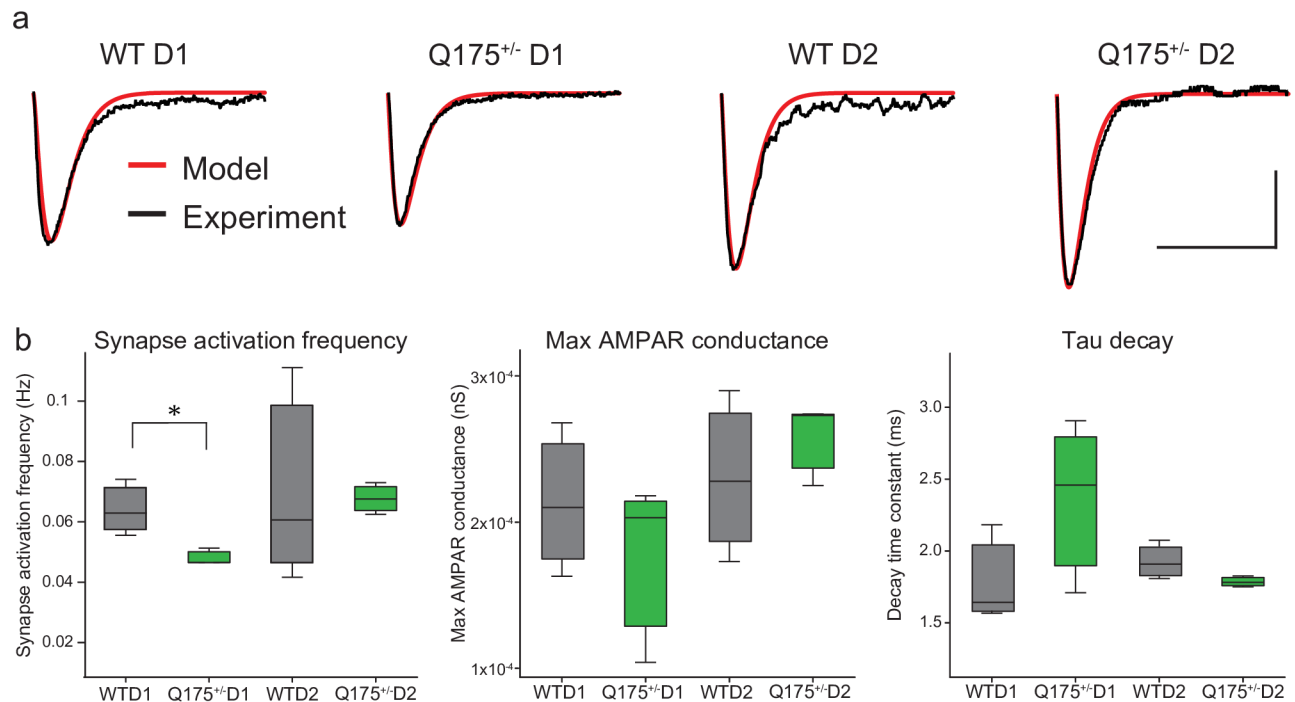 a
WT D1
Q175+/- D1
WT D2
Q175+/- D2
Model
Experiment
b
Synapse activation frequency
Synapse activation frequency (Hz)
0.1
0.08
0.06
0.04
0.02
*
WTD1
Q175+/-D1
WTD2
Q175+/-D2
Max AMPAR conductance
Max AMPAR conductance (nS)
3x10-4
2x10-4
1x10-4
WTD1
Q175+/-D1
WTD2
Q175+/-D2
Tau decay
Decay time constant (ms)
3.0
2.5
2.0
1.5
WTD1
Q175+/-D1
WTD2
Q175+/-D2